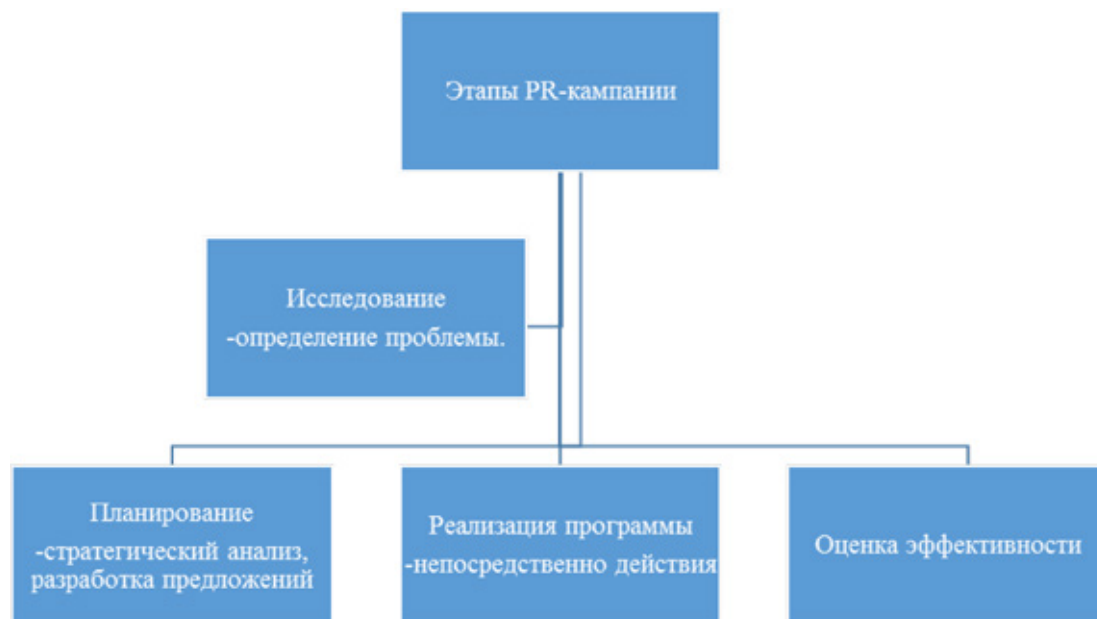 Этапы PR-кампании
Исследование
-определение проблемы.
Планирование
-стратегический анализ,
разработка предложений
Реализация программы
-непосредственно действия
Оценка эффективности